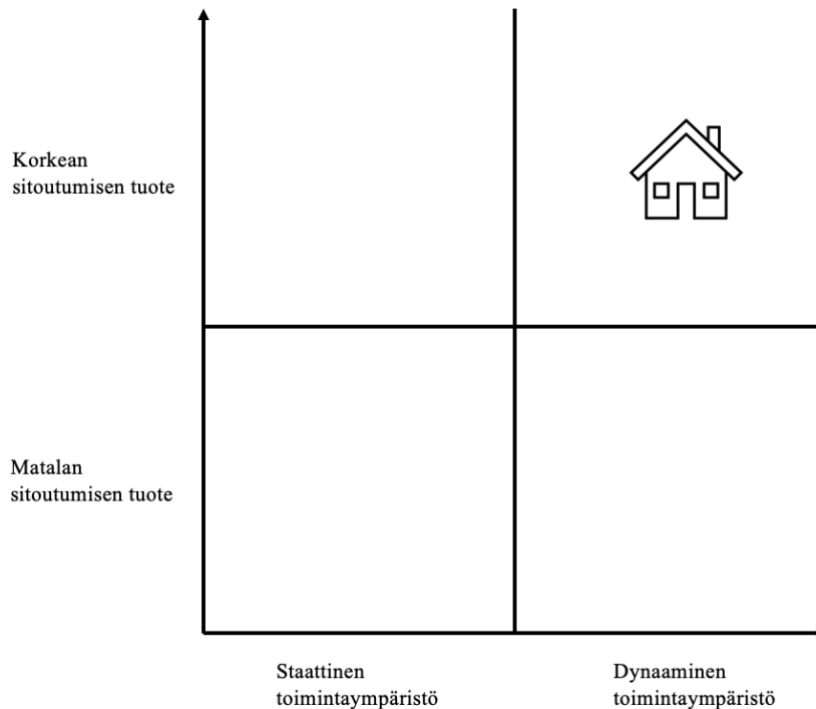 Korkean
sitoutumisen tuote
Matalan
sitoutumisen tuote
Staattinen
toimintaympäristö
Dynaaminen
toimintaympäristö